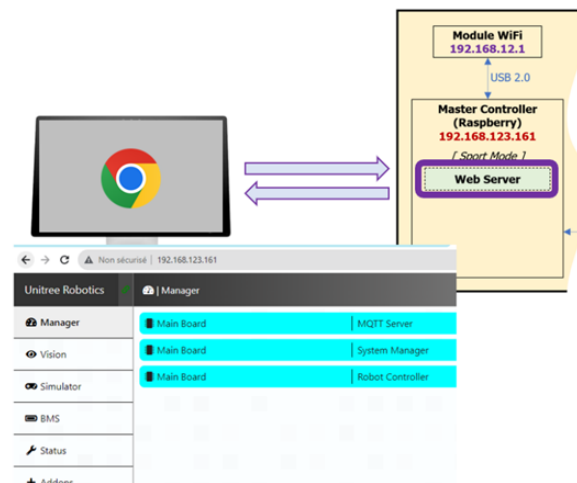 Module WiFi
192.168.12.1
USB 2.0
Master Controller
(Raspberry)
192.168.123.161
[ Sport Mode ]
Web Server
Non sécurisé | 192.168.123.161
Unitree Robotics
| Manager
Manager
Main Board
MQTT Server
Vision
Main Board
System Manager
Simulator
Main Board
Robot Controller
BMS
Status
Addons